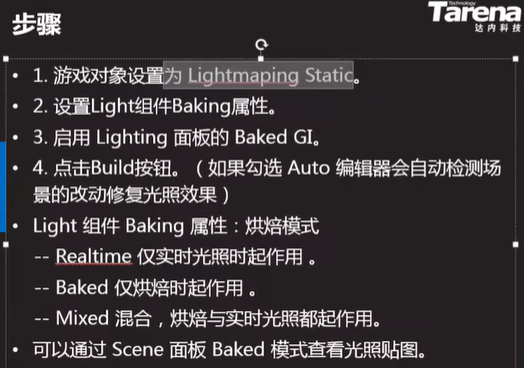 步骤
Technology
Tarena
达内科技
• 1. 游戏对象设置为 Lightmaping Static。
• 2. 设置Light组件Baking属性。
• 3. 启用 Lighting 面板的 Baked GI。
• 4. 点击Build按钮。（如果勾选 Auto 编辑器会自动检测场
景的改动修复光照效果）
• Light 组件 Baking 属性：烘焙模式
-- Realtime 仅实时光照时起作用 。
-- Baked 仅烘焙时起作用 。
-- Mixed 混合，烘焙与实时光照都起作用。
• 可以通过 Scene 面板 Baked 模式查看光照贴图。